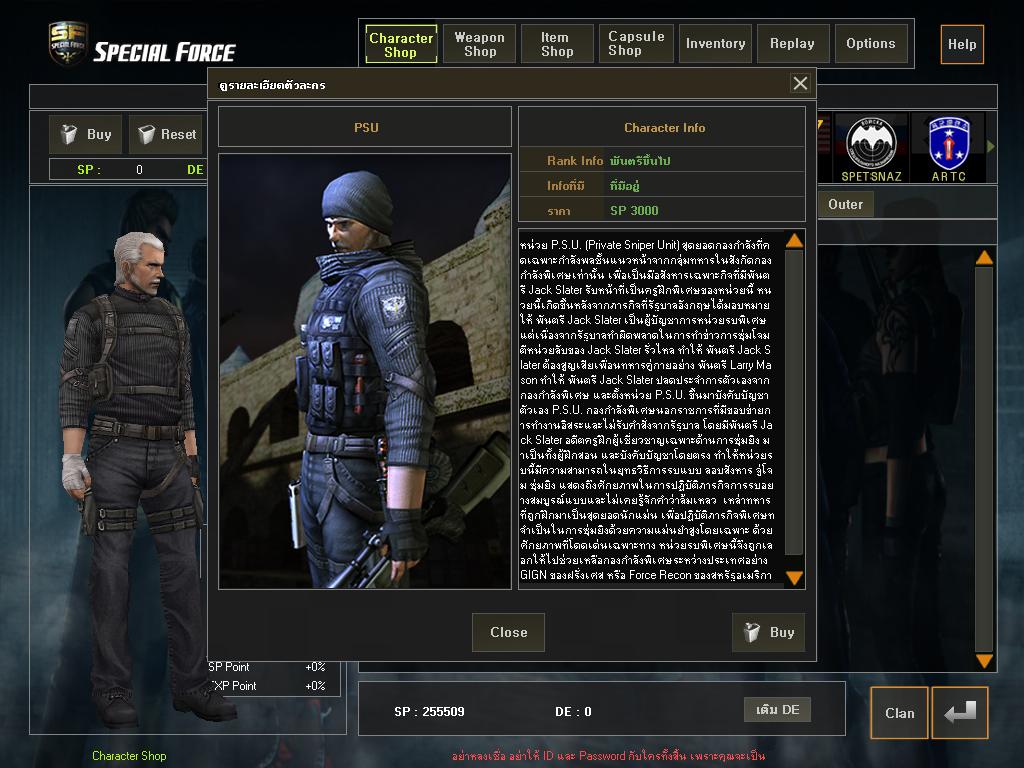 SPECIAL FORCE
Character Shop
Weapon Shop
Item Shop
Capsule Shop
Inventory
Replay
Options
Help
ดูรายละเอียดตัวละคร
Buy
Reset
SP :
0
DE
SPETSNAZ
ARTC
Outer
PSU
Character Info
Rank Info พันตรีขึ้นไป
Infoที่มี ที่มีอยู่
ราคา SP 3000
หน่วย P.S.U. (Private Sniper Unit) สุดยอดกองกำลังที่ค
ัดเฉพาะกำลังพลชั้นแนวหน้าจากกลุ่มทหารในสังกัดกอง
กำลังพิเศษเท่านั้น เพื่อเป็นมือสังหารเฉพาะกิจที่มีพันต
รี Jack Slater รับหน้าที่เป็นครูฝึกพิเศษของหน่วยนี้ หน
่วยนี้เกิดขึ้นหลังจากภารกิจที่รัฐบาลอังกฤษได้มอบหมาย
ให้ พันตรี Jack Slater เป็นผู้บัญชาการหน่วยรบพิเศษ
แต่เนื่องจากรัฐบาลทำผิดพลาดในการทำข่าวการซุ่มโจม
ตีหน่วยลับของ Jack Slater รั่วไหล ทำให้ พันตรี Jack S
later ต้องสูญเสียเพื่อนทหารคู่กายอย่าง พันตรี Larry Ma
son ทำให้ พันตรี Jack Slater ปลดประจำการตัวเองจาก
กองกำลังพิเศษ และตั้งหน่วย P.S.U. ขึ้นมาบังคับบัญชา
ตัวเอง P.S.U. กองกำลังพิเศษนอกราชการที่มีขอบข่ายก
ารทำงานอิสระและไม่รับคำสั่งจากรัฐบาล โดยมีพันตรี Ja
ck Slater อดีตครูฝึกผู้เชี่ยวชาญเฉพาะด้านการซุ่มยิง ม
าเป็นทั้งผู้ฝึกสอน และบังคับบัญชาโดยตรง ทำให้หน่วยร
บนี้มีความสามารถในยุทธวิธีการรบแบบ ลอบสังหาร จู่โจ
ม ซุ่มยิง แสดงถึงศักยภาพในการปฏิบัติภารกิจการรบอย
่างสมบูรณ์แบบและไม่เคยรู้จักคำว่าล้มเหลว เหล่าทหาร
ที่ถูกฝึกมาเป็นสุดยอดนักแม่น เพื่อปฏิบัติภารกิจพิเศษท
ี่จำเป็นในการซุ่มยิงด้วยความแม่นยำสูงโดยเฉพาะ ด้วย
ศักยภาพที่โดดเด่นเฉพาะทาง หน่วยรบพิเศษนี้จึงถูกเล
ือกให้ไปช่วยเหลือกองกำลังพิเศษระหว่างประเทศอย่าง
GIGN ของฝรั่งเศส หรือ Force Recon ของสหรัฐอเมริกา
Close
Buy
SP Point +0%
XP Point +0%
SP : 255509
DE : 0
เติม DE
Clan
Character Shop
อย่าหลงเชื่อ อย่าให้ ID และ Password กับใครทั้งสิ้น เพราะคุณจะเป็น